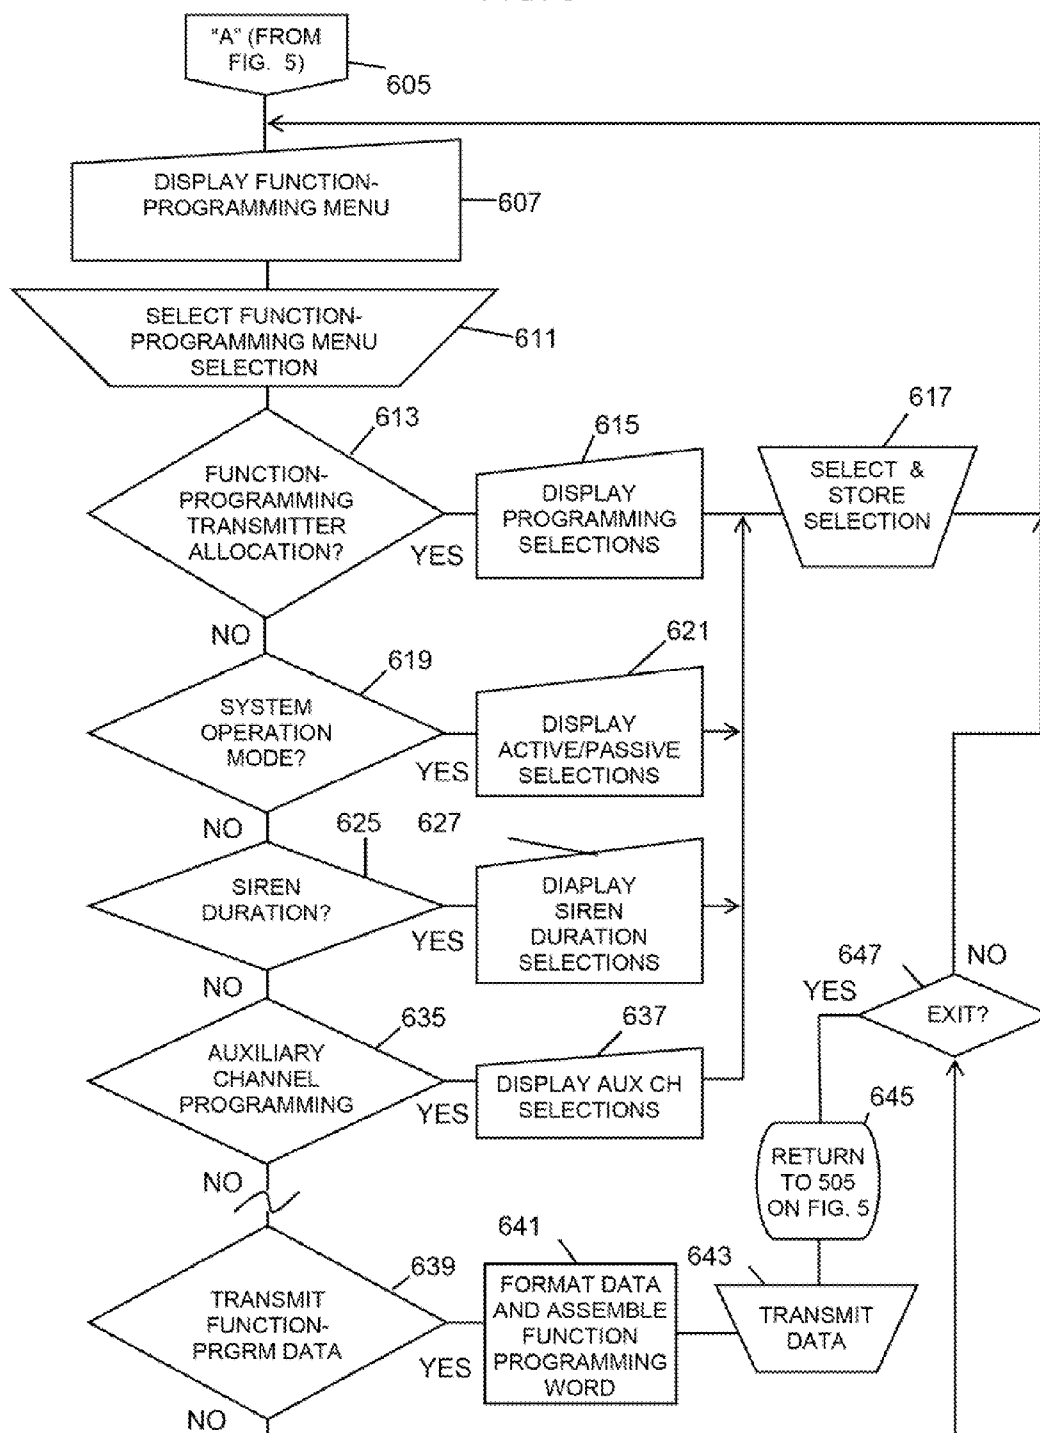 "A" (FROM
FIG. 5)
605
DISPLAY FUNCTION-
PROGRAMMING MENU
607
SELECT FUNCTION-
PROGRAMMING MENU
SELECTION
611
613
FUNCTION-
PROGRAMMING
TRANSMITTER
ALLOCATION?
YES
615
DISPLAY
PROGRAMMING
SELECTIONS
617
SELECT &
STORE
SELECTION
NO
619
SYSTEM
OPERATION
MODE?
YES
621
DISPLAY
ACTIVE/PASSIVE
SELECTIONS
NO
625
SIREN
DURATION?
YES
627
DIAPLAY
SIREN
DURATION
SELECTIONS
NO
635
AUXILIARY
CHANNEL
PROGRAMMING
YES
637
DISPLAY AUX CH
SELECTIONS
647
EXIT?
NO
YES
645
RETURN
TO 505
ON FIG. 5
NO
639
TRANSMIT
FUNCTION-
PRGRM DATA
YES
641
FORMAT DATA
AND ASSEMBLE
FUNCTION
PROGRAMMING
WORD
643
TRANSMIT
DATA
NO